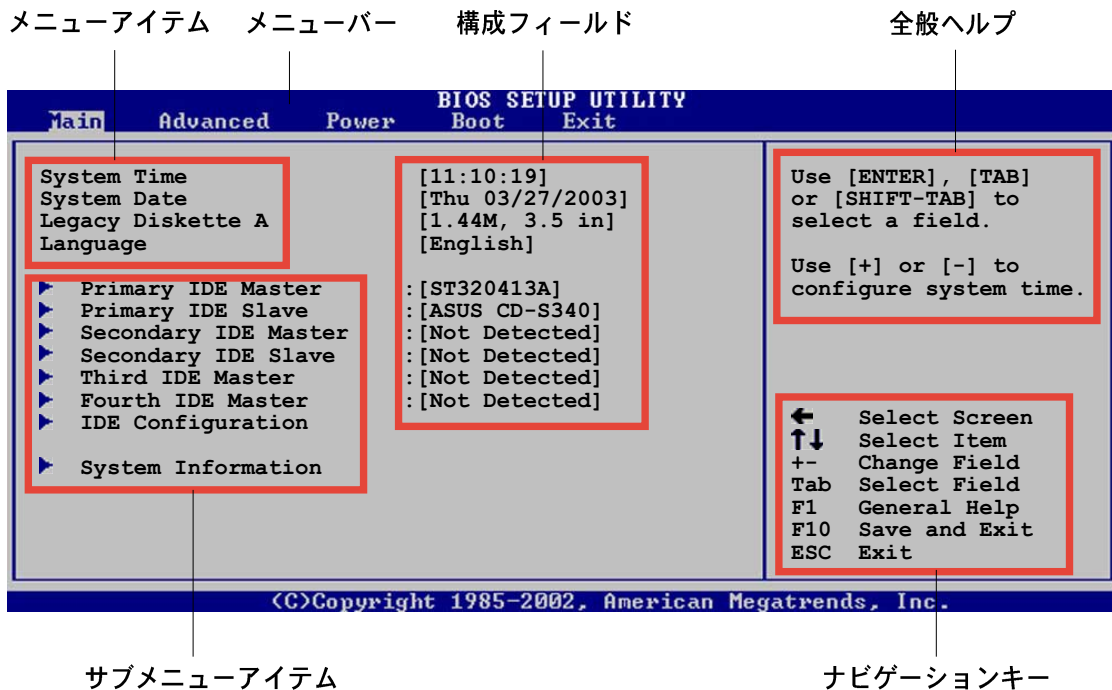 メニューアイテム メニューバー 構成フィールド 全般ヘルプ
BIOS SETUP UTILITY
Main Advanced Power Boot Exit
System Time [11:10:19]
System Date [Thu 03/27/2003]
Legacy Diskette A [1.44M, 3.5 in]
Language [English]
Primary IDE Master :[ST320413A]
Primary IDE Slave :[ASUS CD-S340]
Secondary IDE Master :[Not Detected]
Secondary IDE Slave :[Not Detected]
Third IDE Master :[Not Detected]
Fourth IDE Master :[Not Detected]
IDE Configuration
System Information
Use [ENTER], [TAB]
or [SHIFT-TAB] to
select a field.
Use [+] or [-] to
configure system time.
← Select Screen
↑↓ Select Item
+- Change Field
Tab Select Field
F1 General Help
F10 Save and Exit
ESC Exit
(C)Copyright 1985-2002, American Megatrends, Inc.
サブメニューアイテム ナビゲーションキー